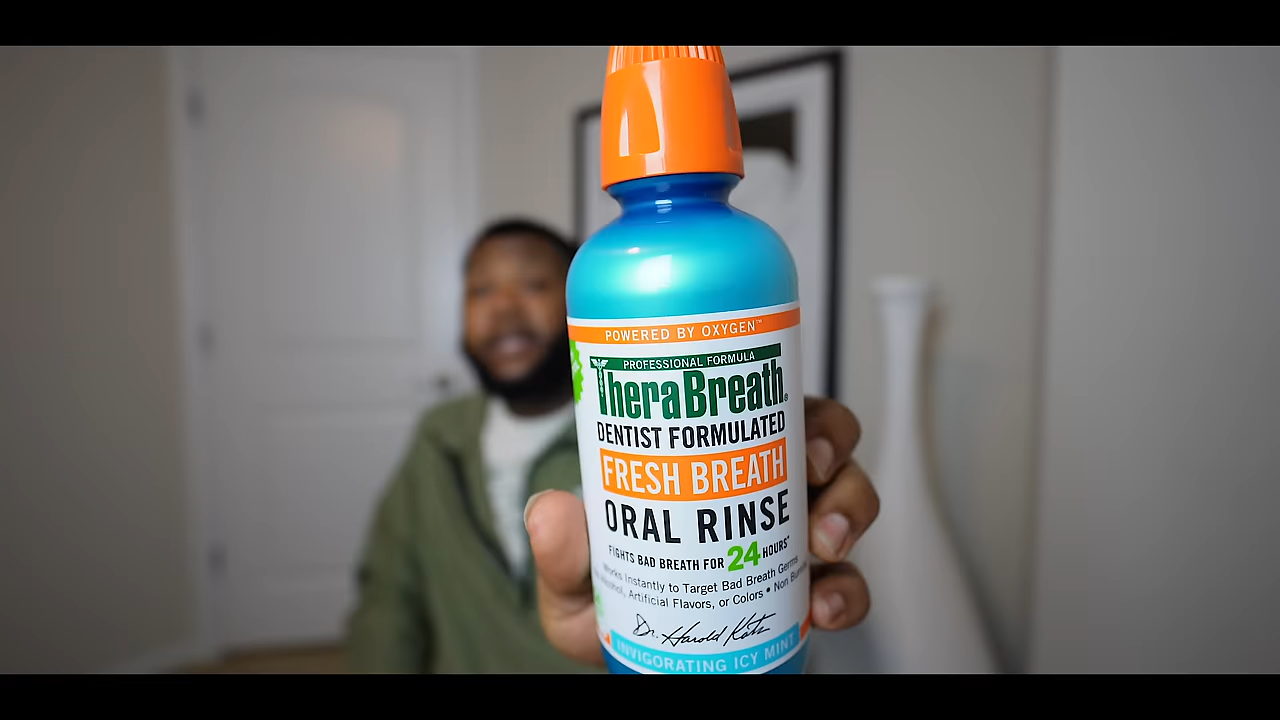 POWERED BY OXYGEN™
PROFESSIONAL FORMULA
TheraBreath®
DENTIST FORMULATED
FRESH BREATH
ORAL RINSE
FIGHTS BAD BREATH FOR 24 HOURS*
Works Instantly to Target Bad Breath Germs
Alcohol, Artificial Flavors, or Colors • Non
Dr. Harold Katz
INVIGORATING ICY MINT